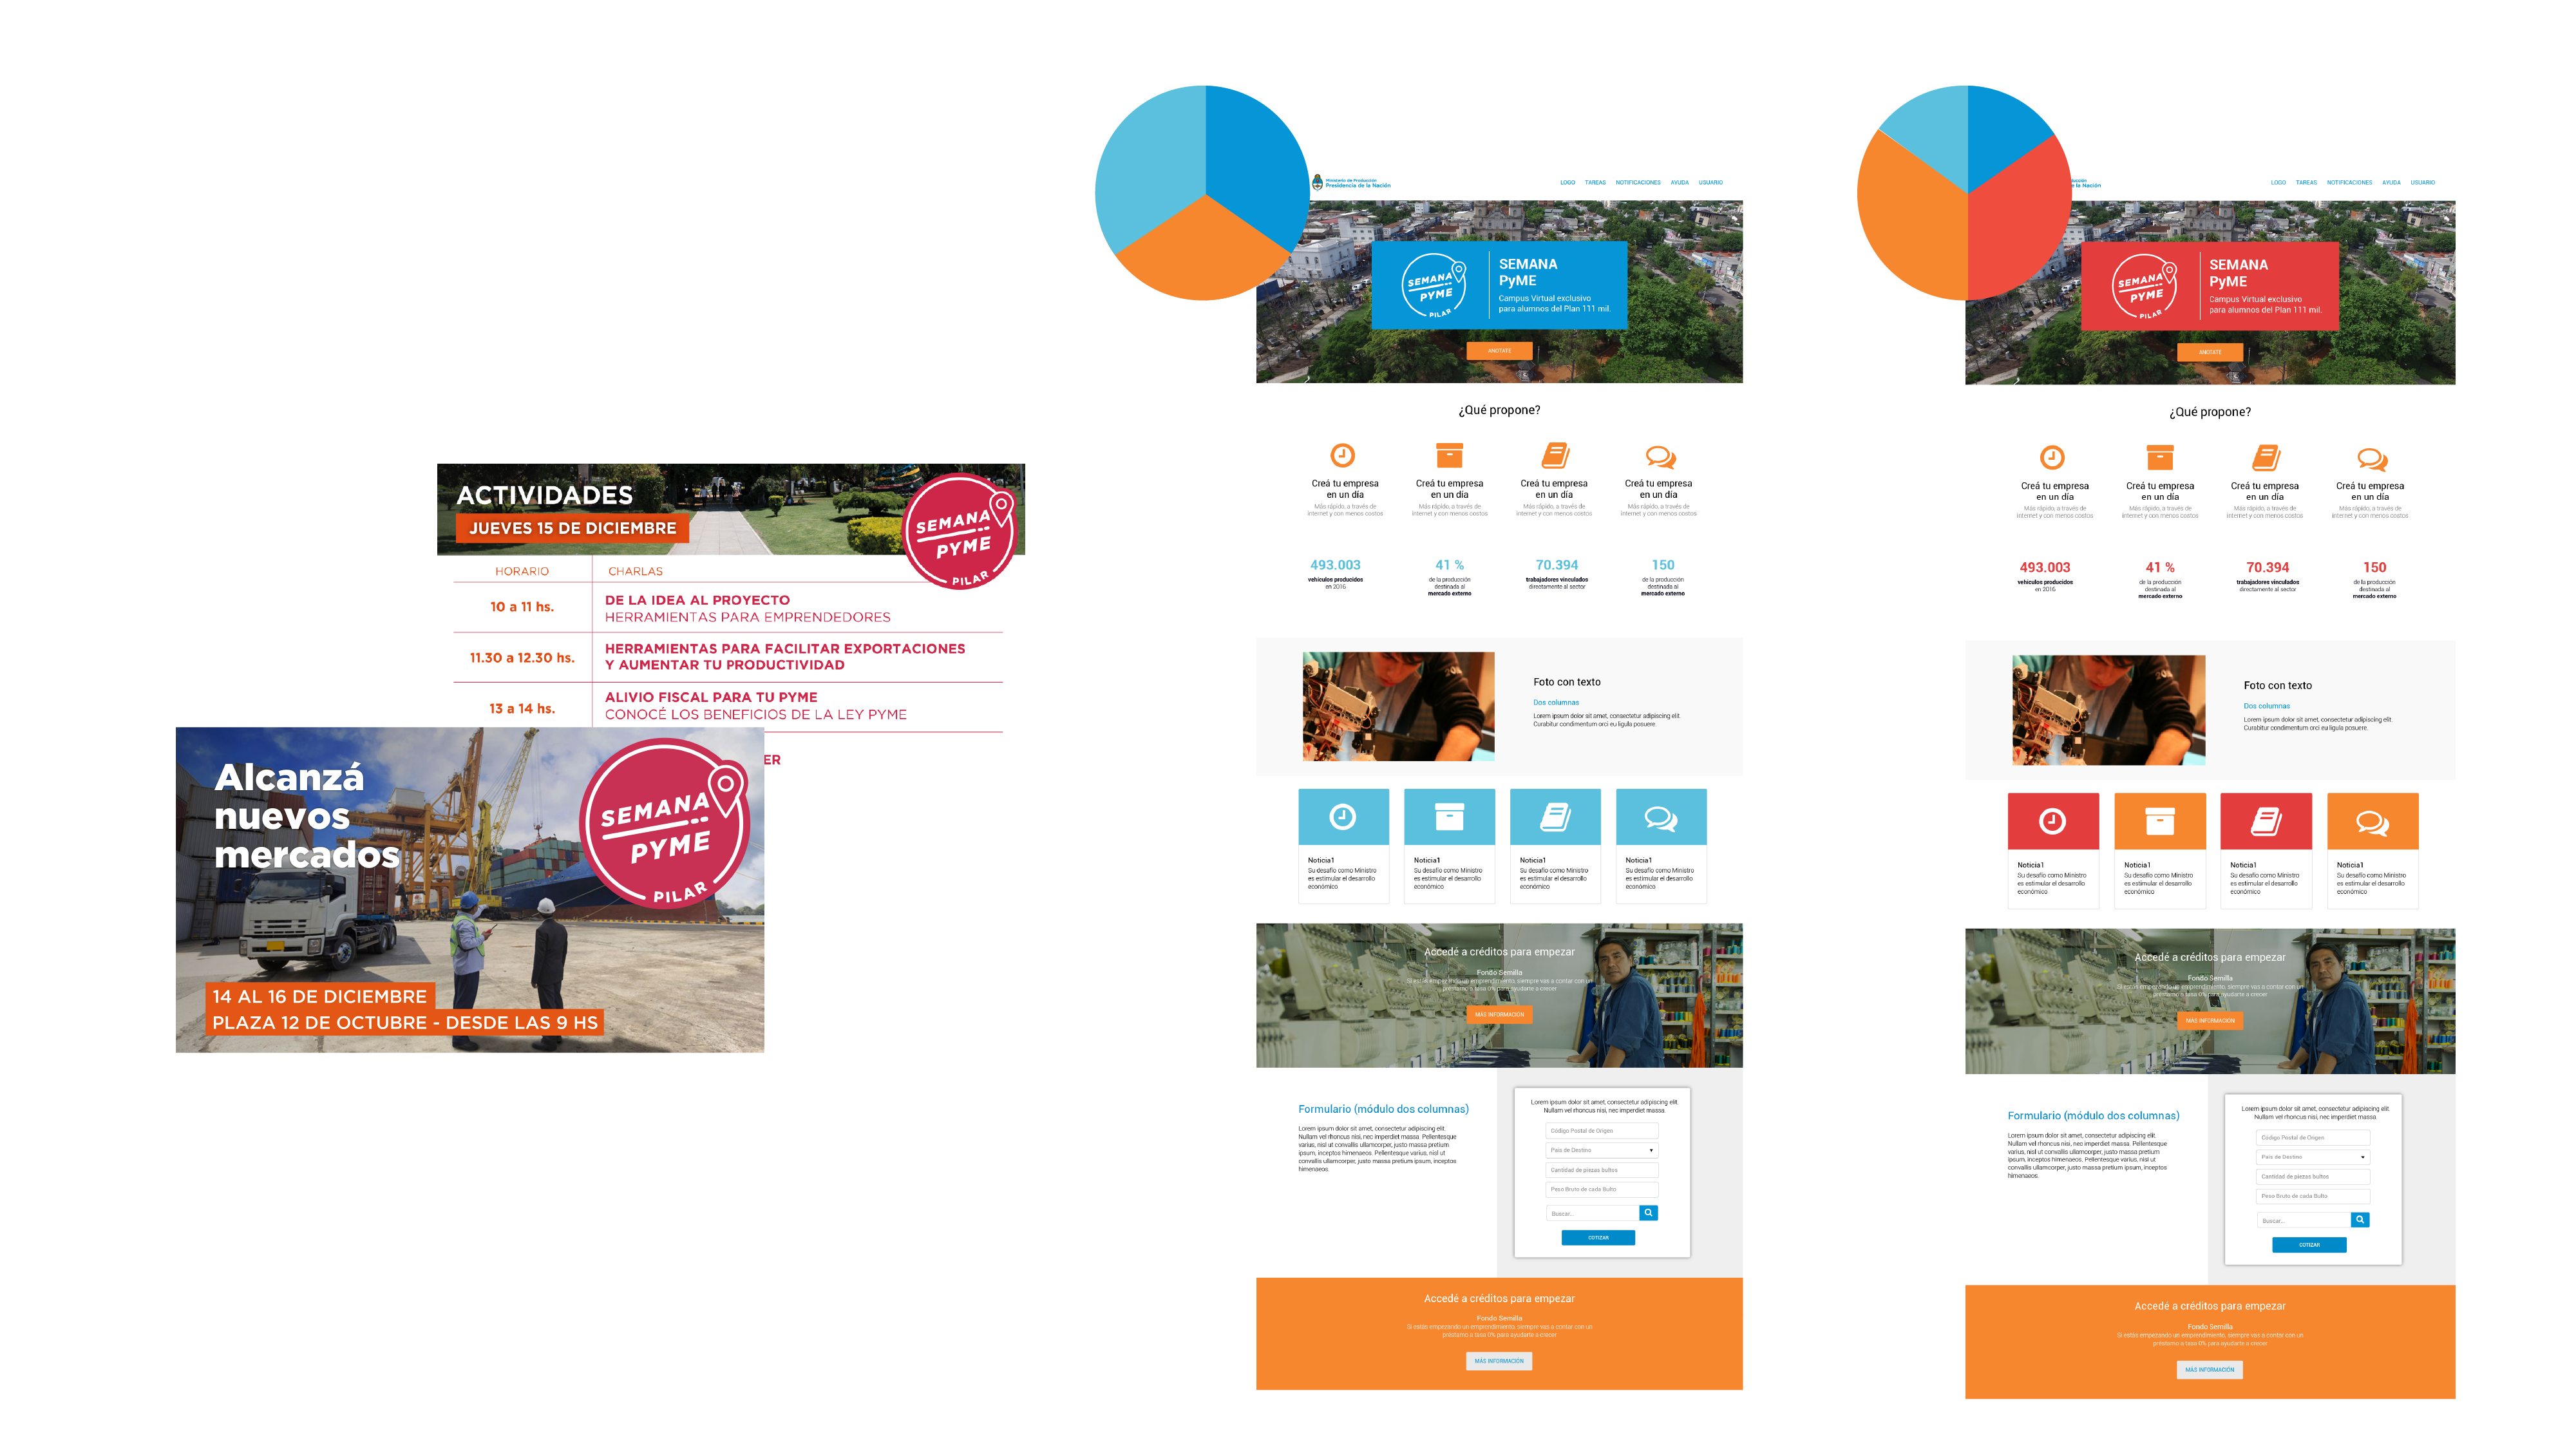 ACTIVIDADES
JUEVES 15 DE DICIEMBRE
SEMANA
PYME
PILAR
HORARIO CHARLAS
10 a 11 hs.
DE LA IDEA AL PROYECTO
HERRAMIENTAS PARA EMPRENDEDORES
11.30 a 12.30 hs.
HERRAMIENTAS PARA FACILITAR EXPORTACIONES
Y AUMENTAR TU PRODUCTIVIDAD
13 a 14 hs.
ALIVIO FISCAL PARA TU PYME
CONOCÉ LOS BENEFICIOS DE LA LEY PYME
ER
Alcanzá
nuevos
mercados
SEMANA
PYME
PILAR
14 AL 16 DE DICIEMBRE
PLAZA 12 DE OCTUBRE - DESDE LAS 9 HS
Ministerio de Producción
Presidencia de la Nación
LOGO TAREAS NOTIFICACIONES AYUDA USUARIO
SEMANA
PYME
PILAR
SEMANA
PyME
Campus Virtual exclusivo
para alumnos del Plan 111 mil.
ANOTATE
¿Qué propone?
Creá tu empresa
en un día
Más rápido, a través de
internet y con menos costos
Creá tu empresa
en un día
Más rápido, a través de
internet y con menos costos
Creá tu empresa
en un día
Más rápido, a través de
internet y con menos costos
Creá tu empresa
en un día
Más rápido, a través de
internet y con menos costos
493.003
vehículos producidos
en 2016
41 %
de la producción
destinada al
mercado externo
70.394
trabajadores vinculados
directamente al sector
150
de la producción
destinada al
mercado externo
Foto con texto
Dos columnas
Lorem ipsum dolor sit amet, consectetur adipiscing elit.
Curabitur condimentum orci eu ligula posuere.
Noticia1
Su desafío como Ministro
es estimular el desarrollo
económico
Noticia1
Su desafío como Ministro
es estimular el desarrollo
económico
Noticia1
Su desafío como Ministro
es estimular el desarrollo
económico
Noticia1
Su desafío como Ministro
es estimular el desarrollo
económico
Accedé a créditos para empezar
Fondo Semilla
Si estás empezando un emprendimiento, siempre vas a contar con un
préstamo a tasa 0% para ayudarte a crecer
MÁS INFORMACIÓN
Formulario (módulo dos columnas)
Lorem ipsum dolor sit amet, consectetur adipiscing elit.
Nullam vel rhoncus nisi, nec imperdiet massa. Pellentesque
varius, nisl ut convallis ullamcorper, justo massa pretium
ipsum, inceptos himenaeos. Pellentesque varius, nisl ut
convallis ullamcorper, justo massa pretium ipsum, inceptos
himenaeos.
Lorem ipsum dolor sit amet, consectetur adipiscing elit.
Nullam vel rhoncus nisi, nec imperdiet massa.
Código Postal de Origen
País de Destino
Cantidad de piezas bultos
Peso Bruto de cada Bulto
Buscar...
COTIZAR
Accedé a créditos para empezar
Fondo Semilla
Si estás empezando un emprendimiento, siempre vas a contar con un
préstamo a tasa 0% para ayudarte a crecer
MÁS INFORMACIÓN
ducción
e la Nación
LOGO TAREAS NOTIFICACIONES AYUDA USUARIO
SEMANA
PYME
PILAR
SEMANA
PyME
Campus Virtual exclusivo
para alumnos del Plan 111 mil.
ANOTATE
¿Qué propone?
Creá tu empresa
en un día
Más rápido, a través de
internet y con menos costos
Creá tu empresa
en un día
Más rápido, a través de
internet y con menos costos
Creá tu empresa
en un día
Más rápido, a través de
internet y con menos costos
Creá tu empresa
en un día
Más rápido, a través de
internet y con menos costos
493.003
vehículos producidos
en 2016
41 %
de la producción
destinada al
mercado externo
70.394
trabajadores vinculados
directamente al sector
150
de la producción
destinada al
mercado externo
Foto con texto
Dos columnas
Lorem ipsum dolor sit amet, consectetur adipiscing elit.
Curabitur condimentum orci eu ligula posuere.
Noticia1
Su desafío como Ministro
es estimular el desarrollo
económico
Noticia1
Su desafío como Ministro
es estimular el desarrollo
económico
Noticia1
Su desafío como Ministro
es estimular el desarrollo
económico
Noticia1
Su desafío como Ministro
es estimular el desarrollo
económico
Accedé a créditos para empezar
Fondo Semilla
Si estás empezando un emprendimiento, siempre vas a contar con un
préstamo a tasa 0% para ayudarte a crecer
MÁS INFORMACIÓN
Formulario (módulo dos columnas)
Lorem ipsum dolor sit amet, consectetur adipiscing elit.
Nullam vel rhoncus nisi, nec imperdiet massa. Pellentesque
varius, nisl ut convallis ullamcorper, justo massa pretium
ipsum, inceptos himenaeos. Pellentesque varius, nisl ut
convallis ullamcorper, justo massa pretium ipsum, inceptos
himenaeos.
Lorem ipsum dolor sit amet, consectetur adipiscing elit.
Nullam vel rhoncus nisi, nec imperdiet massa.
Código Postal de Origen
País de Destino
Cantidad de piezas bultos
Peso Bruto de cada Bulto
Buscar...
COTIZAR
Accedé a créditos para empezar
Fondo Semilla
Si estás empezando un emprendimiento, siempre vas a contar con un
préstamo a tasa 0% para ayudarte a crecer
MÁS INFORMACIÓN